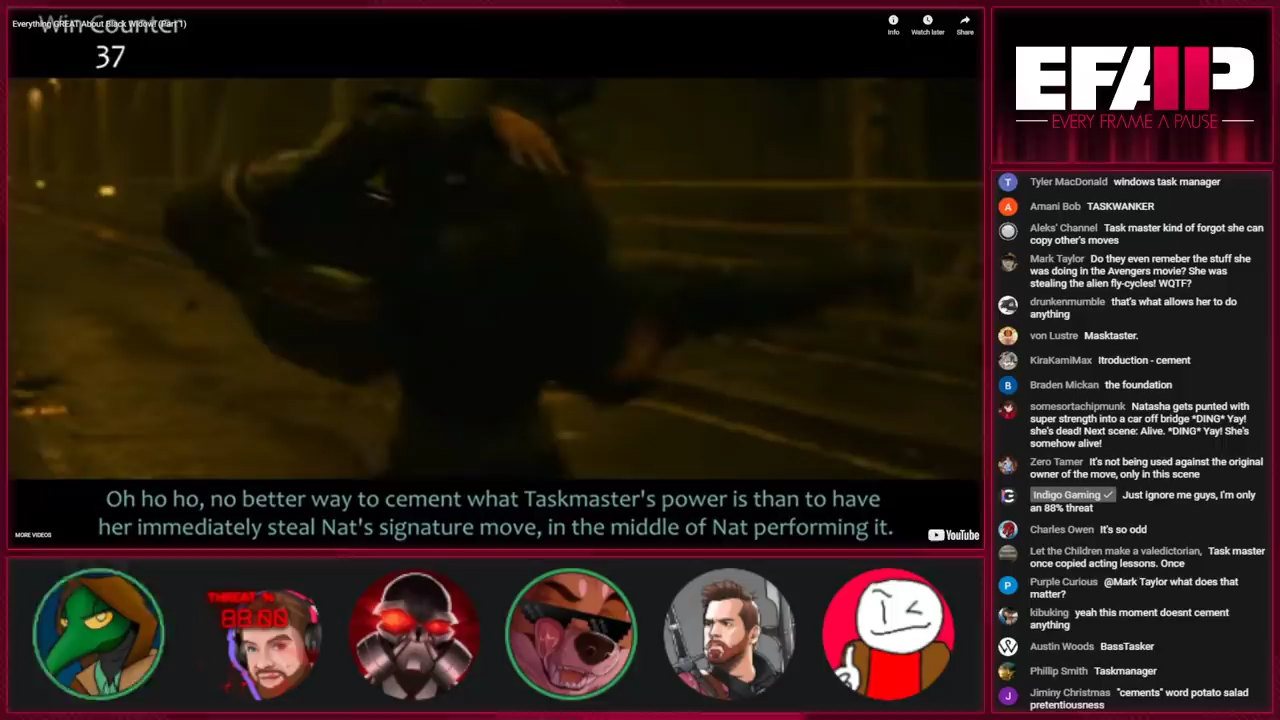 Everything GREAT About Black Widow! (Part 1)
Win Counter
37
Info
Watch later
Share
Oh ho ho, no better way to cement what Taskmaster's power is than to have
her immediately steal Nat's signature move, in the middle of Nat performing it.
MORE VIDEOS
YouTube
THREAT %
88.00
EFAP
EVERY FRAME A PAUSE
T Tyler MacDonald windows task manager
A Amani Bob TASKWANKER
Aleks' Channel Task master kind of forgot she can
copy other's moves
Mark Taylor Do they even remeber the stuff she
was doing in the Avengers movie? She was
stealing the alien fly-cycles! WQTF?
drunkenmumble that's what allows her to do
anything
von Lustre Masktaster.
KiraKamiMax Itroduction - cement
B Braden Mickan the foundation
somesortachipmunk Natasha gets punted with
super strength into a car off bridge *DING* Yay!
she's dead! Next scene: Alive. *DING* Yay! She's
somehow alive!
Zero Tamer It's not being used against the original
owner of the move, only in this scene
Indigo Gaming Just ignore me guys, I'm only
an 88% threat
Charles Owen It's so odd
Let the Children make a valedictorian, Task master
once copied acting lessons. Once
P Purple Curious @Mark Taylor what does that
matter?
kibuking yeah this moment doesnt cement
anything
Austin Woods BassTasker
Phillip Smith Taskmanager
J Jiminy Christmas "cements" word potato salad
pretentiousness